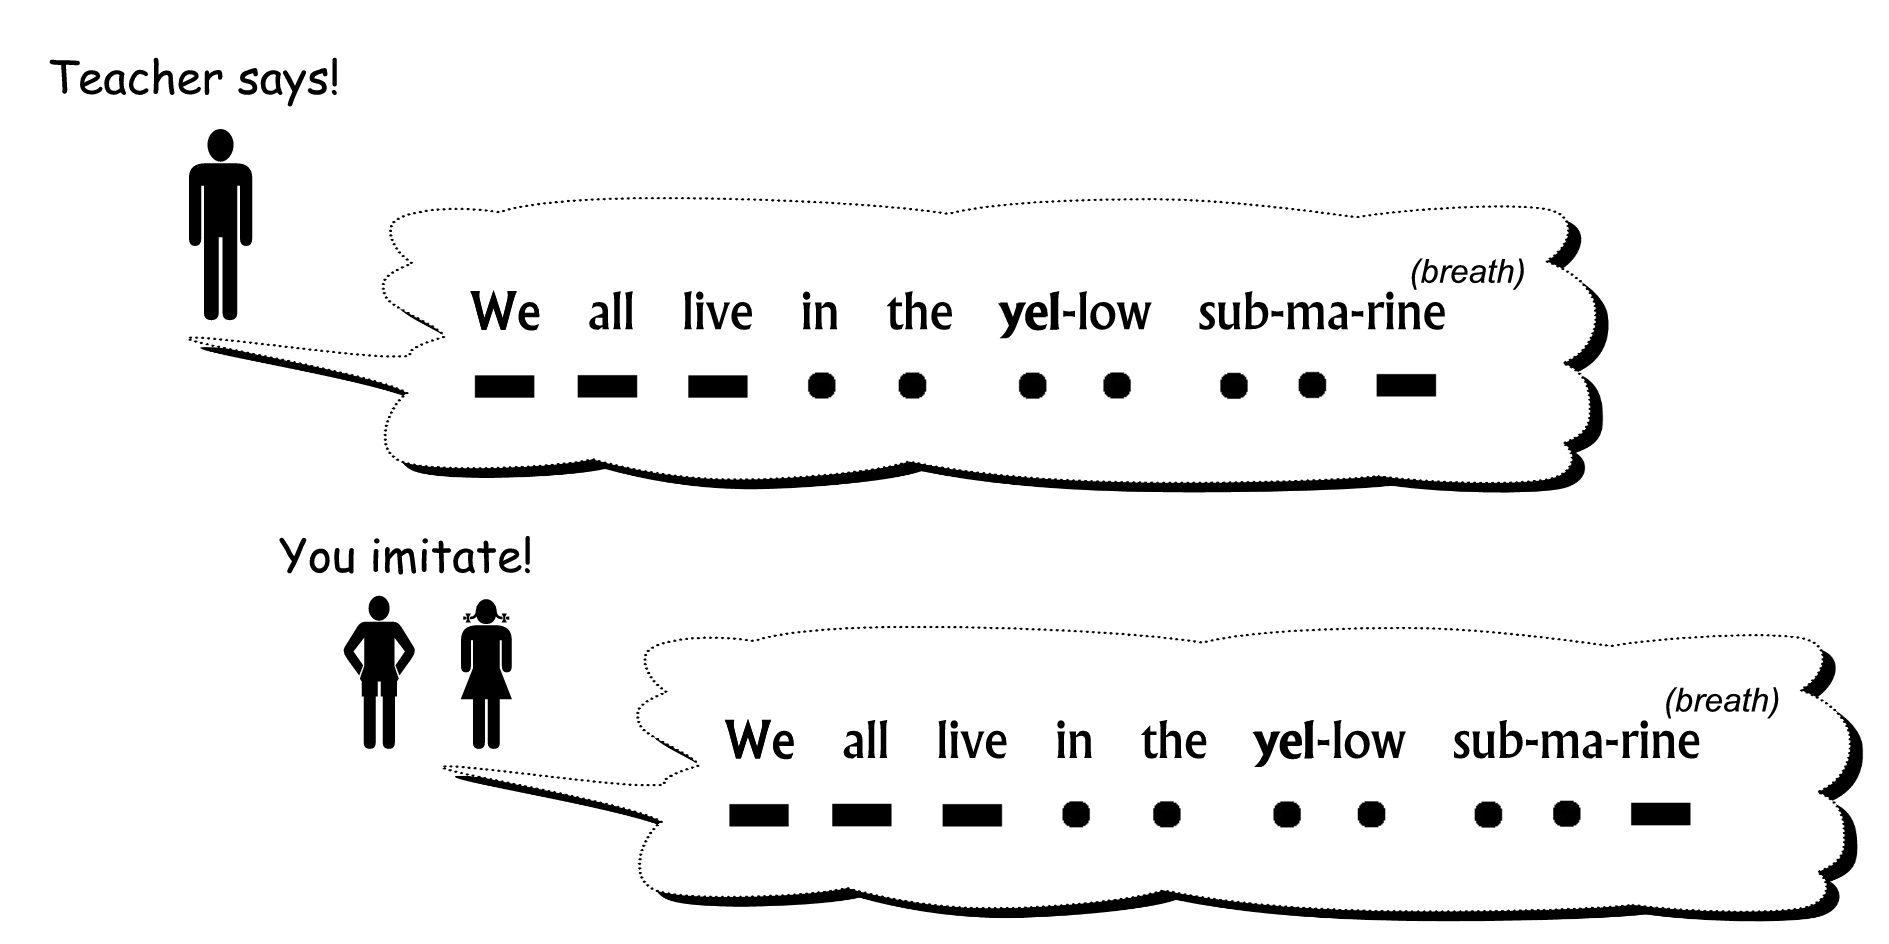 Teacher says!
(breath)
We all live in the yel-low sub-ma-rine
You imitate!
(breath)
We all live in the yel-low sub-ma-rine